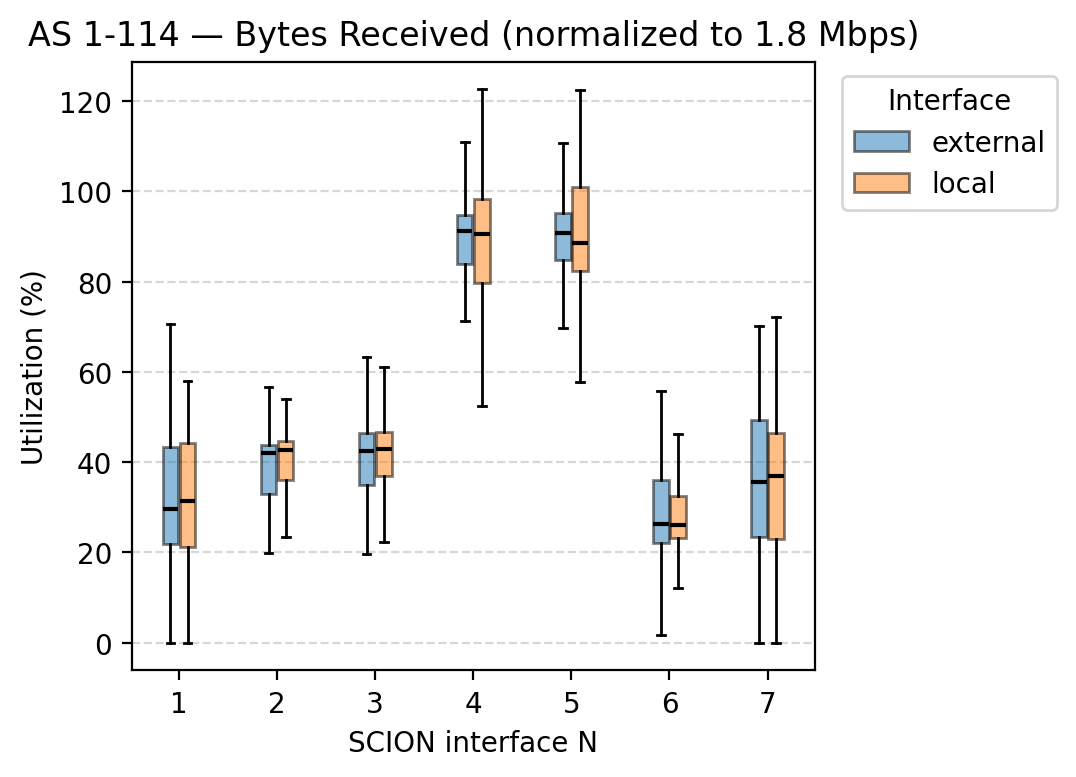 AS 1-114 — Bytes Received (normalized to 1.8 Mbps)
Interface
external
local
Utilization (%)
120
100
80
60
40
20
0
1 2 3 4 5 6 7
SCION interface N